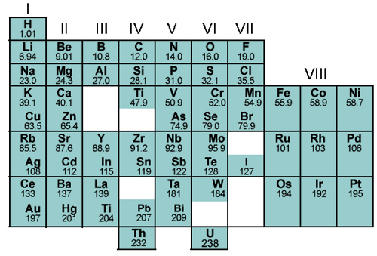 I
H II III IV V VI VII
1.01
Li Be B C N O F
6.94 9.01 10.8 12.0 14.0 16.0 19.0
Na Mg Al Si P S Cl VIII
23.0 24.3 27.0 28.1 31.0 32.1 35.5
K Ca Ti V Cr Mn Fe Co Ni
39.1 40.1 47.9 50.9 52.0 54.9 55.9 58.9 58.7
Cu Zn As Se Br
63.5 65.4 74.9 79.0 79.9
Rb Sr Y Zr Nb Mo Ru Rh Pd
85.5 87.6 88.9 91.2 92.9 95.9 101 103 106
Ag Cd In Sn Sb Te I
108 112 115 119 122 128 127
Ce Ba La Ta W Os Ir Pt
133 137 139 181 184 194 192 195
Au Hg Ti Pb Bi
197 201 204 207 209
Th U
232 238